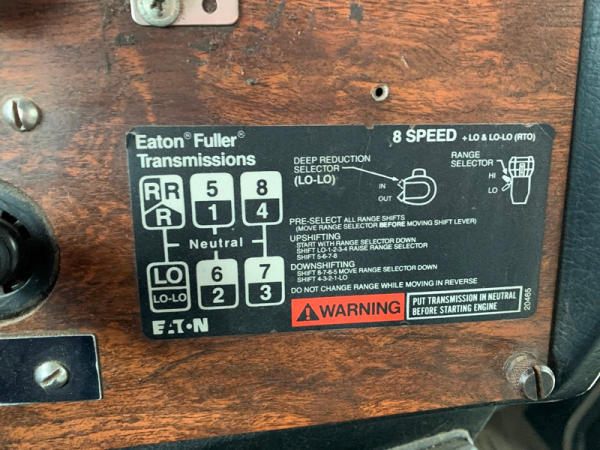 Eaton® Fuller®
Transmissions
8 SPEED + LO & LO-LO (RTO)
DEEP REDUCTION
SELECTOR
(LO-LO)
IN
OUT
RANGE
SELECTOR
HI
LO
R R 5 8
R 1 4
Neutral
LO 6 7
LO-LO 2 3
PRE-SELECT ALL RANGE SHIFTS
(MOVE RANGE SELECTOR BEFORE MOVING SHIFT LEVER)
UPSHIFTING
START WITH RANGE SELECTOR DOWN
SHIFT LO-1-2-3-4 RAISE RANGE SELECTOR
SHIFT 5-6-7-8
DOWNSHIFTING
SHIFT 8-7-6-5 MOVE RANGE SELECTOR DOWN
SHIFT 4-3-2-1-LO
DO NOT CHANGE RANGE WHILE MOVING IN REVERSE
WARNING
PUT TRANSMISSION IN NEUTRAL
BEFORE STARTING ENGINE
20465
EATON